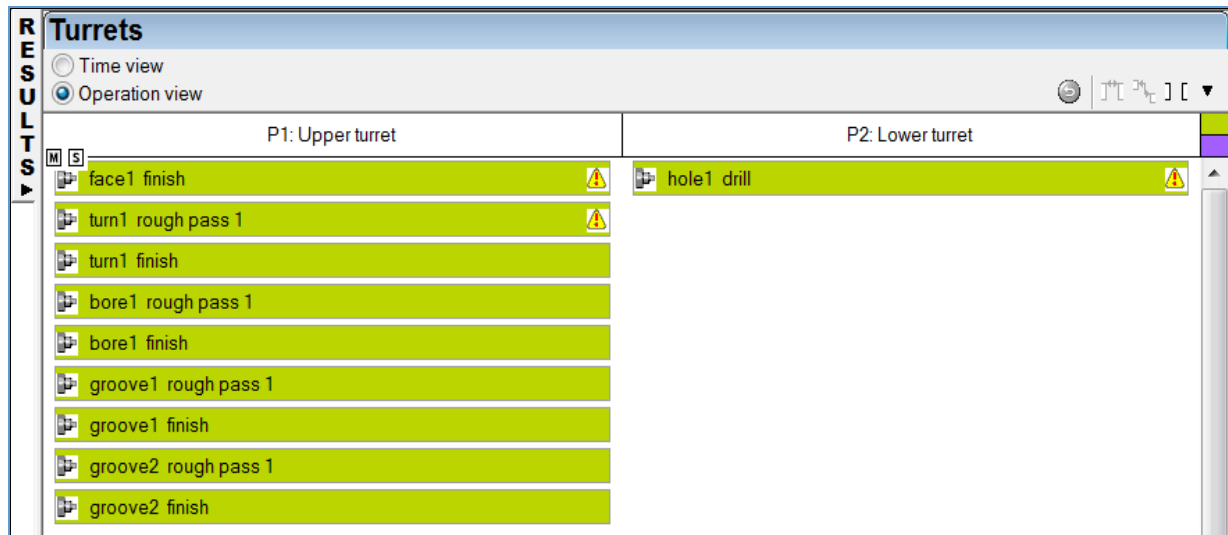 RESULTS
Turrets
Time view
Operation view
P1: Upper turret
P2: Lower turret
M S
face1 finish
hole1 drill
turn1 rough pass 1
turn1 finish
bore1 rough pass 1
bore1 finish
groove1 rough pass 1
groove1 finish
groove2 rough pass 1
groove2 finish